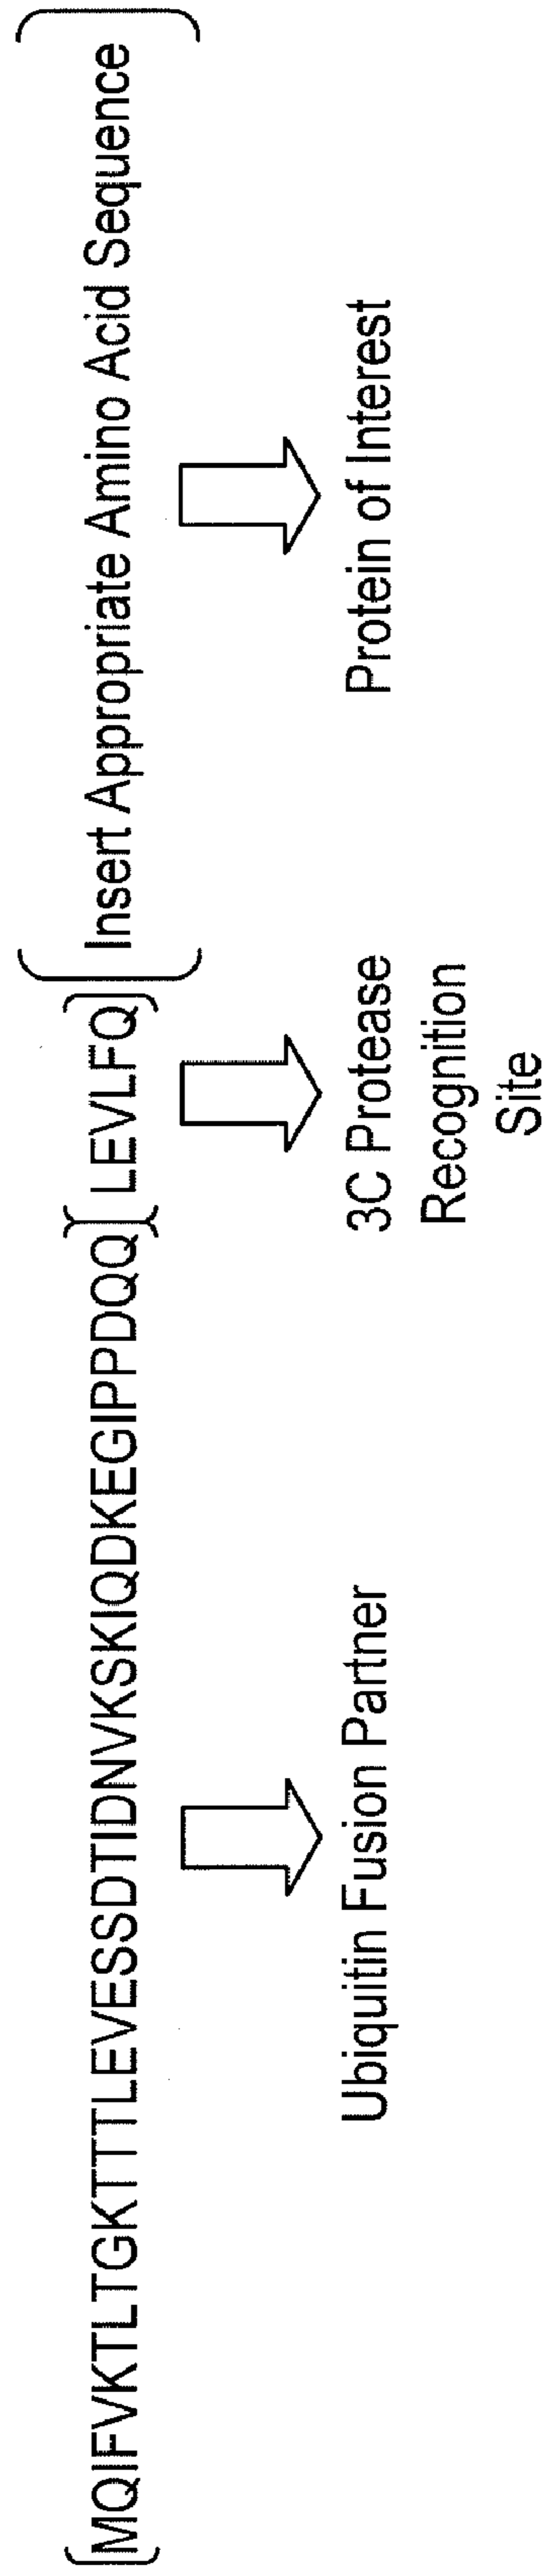 (MQIFVKTLTGKTTTLEVESSDTIDNVKSKIQDKEGIPPDQQ)(LEVLFQ)(Insert Appropriate Amino Acid Sequence)
Ubiquitin Fusion Partner
3C Protease
Recognition
Site
Protein of Interest